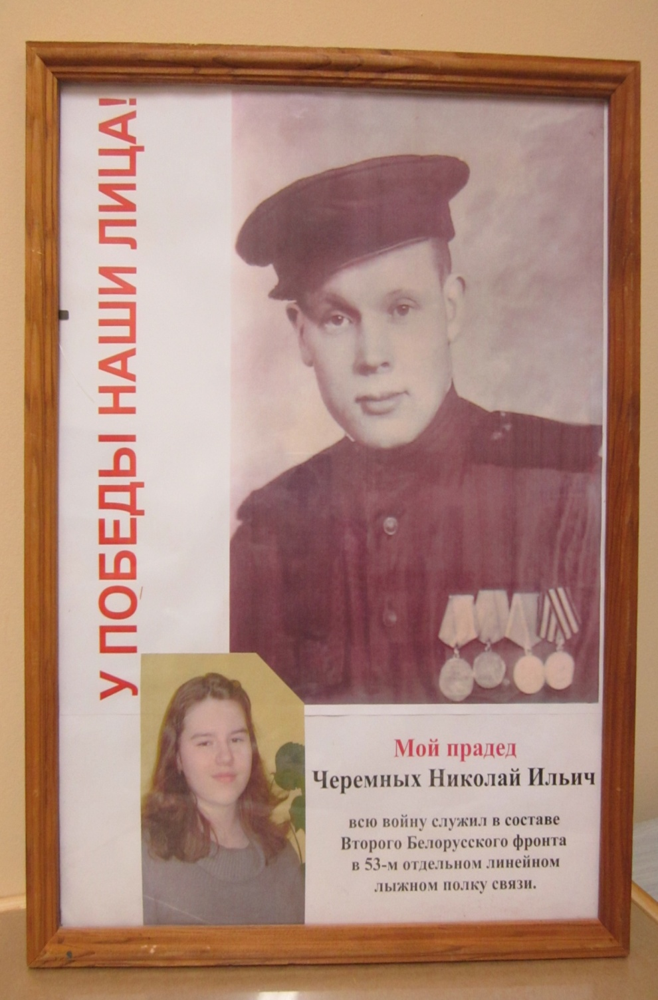 У ПОБЕДЫ НАШИ ЛИЦА!
Мой прадед
Черемных Николай Ильич
всю войну служил в составе
Второго Белорусского фронта
в 53-м отдельном линейном
лыжном полку связи.